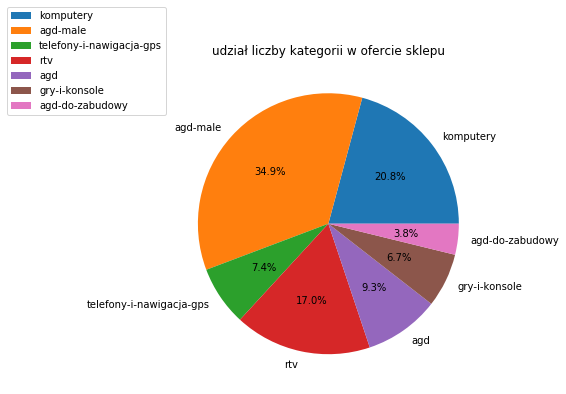 komputery
agd-male
telefony-i-nawigacja-gps
rtv
agd
gry-i-konsole
agd-do-zabudowy
udział liczby kategorii w ofercie sklepu
komputery
20.8%
agd-male
34.9%
telefony-i-nawigacja-gps
7.4%
rtv
17.0%
agd
9.3%
gry-i-konsole
6.7%
agd-do-zabudowy
3.8%